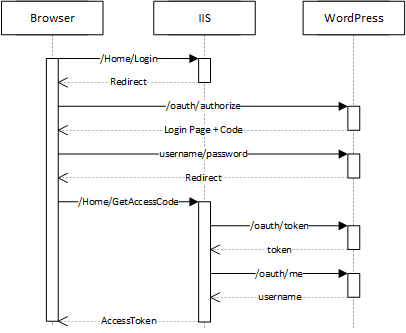 Browser
IIS
WordPress
/Home/Login
Redirect
/oauth/authorize
Login Page + Code
username/password
Redirect
/Home/GetAccessCode
/oauth/token
token
/oauth/me
username
AccessToken